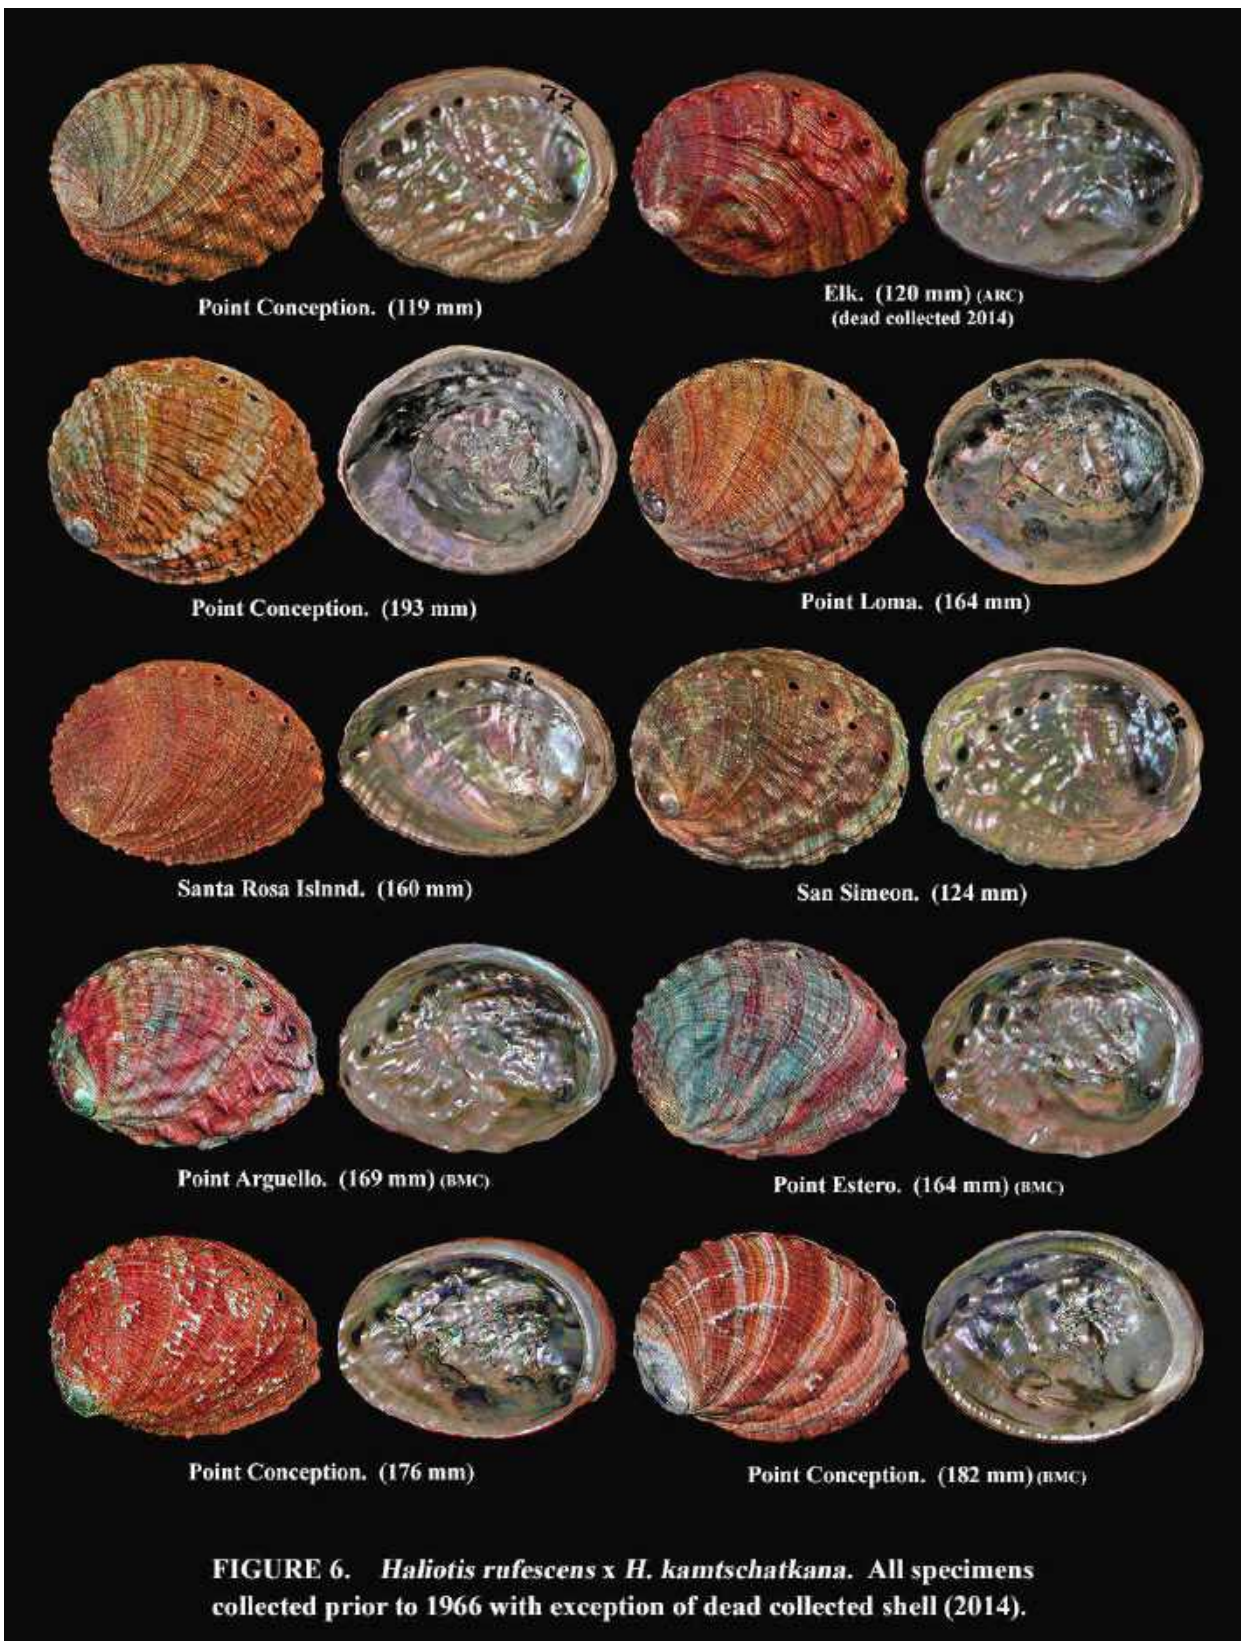 77
Point Conception. (119 mm)
Elk. (120 mm) (ARC)
(dead collected 2014)
Point Conception. (193 mm)
Point Loma. (164 mm)
86
88
Santa Rosa Islnnd. (160 mm)
San Simeon. (124 mm)
Point Arguello. (169 mm) (BMC)
Point Estero. (164 mm) (BMC)
Point Conception. (176 mm)
Point Conception. (182 mm) (BMC)
FIGURE 6. Haliotis rufescens x H. kamtschatkana. All specimens
collected prior to 1966 with exception of dead collected shell (2014).